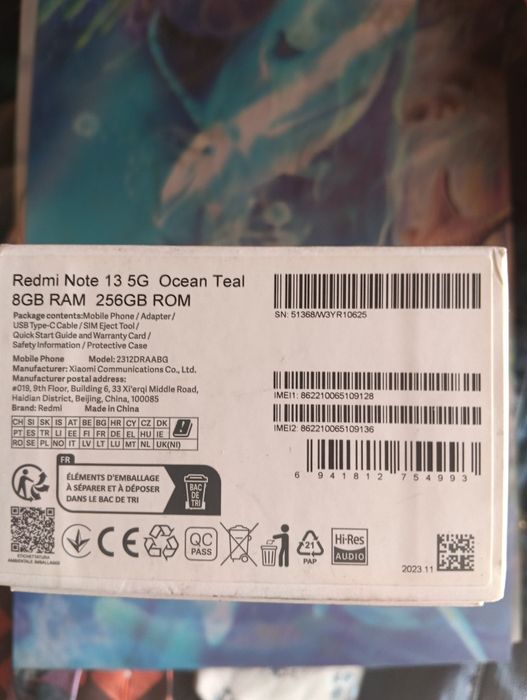 Redmi Note 13 5G Ocean Teal
8GB RAM 256GB ROM
Package contents:Mobile Phone / Adapter /
USB Type-C Cable / SIM Eject Tool /
Quick Start Guide and Warranty Card /
Safety Information / Protective Case
Mobile Phone Model: 2312DRAABG
Manufacturer: Xiaomi Communications Co., Ltd.
Manufacturer postal address:
#019, 9th Floor, Building 6, 33 Xi'erqi Middle Road,
Haidian District, Beijing, China, 100085
Brand: Redmi Made in China
CH SI SK IS AT BE BG HR CY CZ DK
PT ES TR LI EE FI FR DE EL HU IE
RO SE PL NO IT LV LT LU MT NL UK(NI)
SN: 51368/W3YR10625
IMEI1: 862210065109128
IMEI2: 862210065109136
6 941812 754993
FR
ÉLÉMENTS D'EMBALLAGE
À SÉPARER ET À DÉPOSER
DANS LE BAC DE TRI
BAC
DE
TRI
ETICHETTATURA
AMBIENTALE IMBALLAGGI
CE
QC
PASS
21
PAP
Hi-Res
AUDIO
2023.11